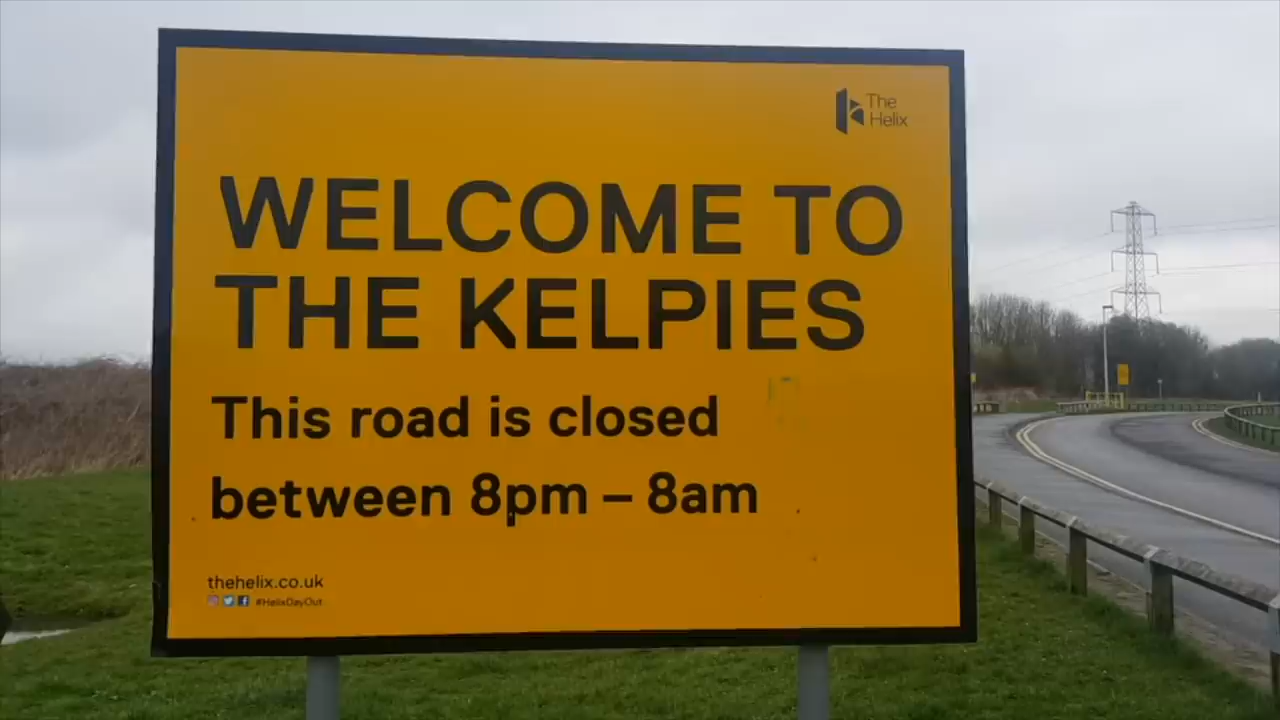 The
Helix
WELCOME TO
THE KELPIES
This road is closed
between 8pm – 8am
thehelix.co.uk
#HelixDayOut